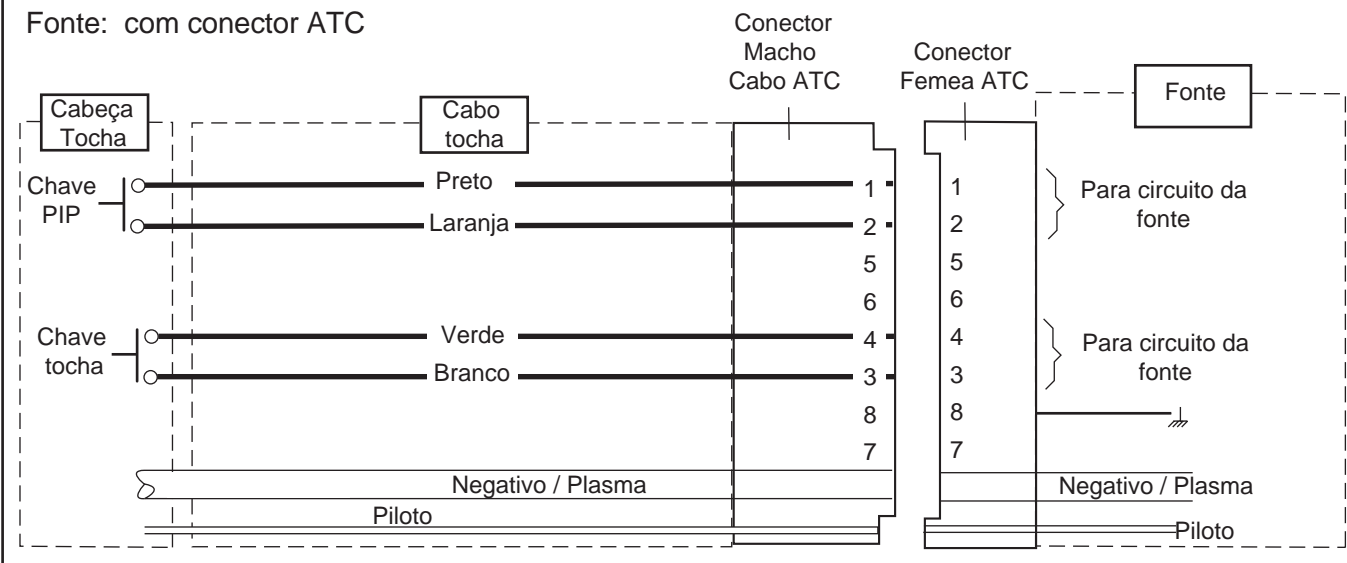 Fonte: com conector ATC
Conector
Macho
Cabo ATC
Conector
Femea ATC
Fonte
Cabeça
Tocha
Cabo
tocha
Chave
PIP
Preto
Laranja
1
2
5
6
4
3
8
7
1
2
5
6
4
3
8
7
Para circuito da
fonte
Chave
tocha
Verde
Branco
Para circuito da
fonte
Negativo / Plasma
Piloto
Negativo / Plasma
Piloto